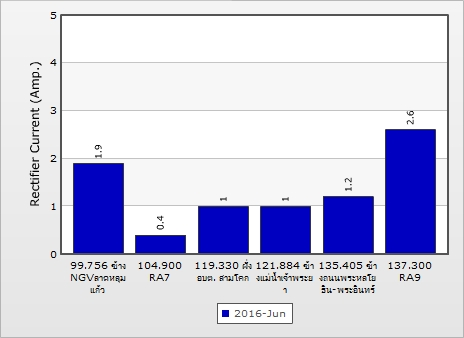 5
4
3
2
1
0
Rectifier Current (Amp.)
1.9
0.4
1
1
1.2
2.6
99.756 ข้าง
NGVลาดหลุม
แก้ว
104.900
RA7
119.330 ฝั่ง
อบต. สามโคก
121.884 ข้า
งแม่น้ำเจ้าพระย
า
135.405 ข้า
งถนนพระหลโย
ธิน-พระอินทร์
137.300
RA9
2016-Jun